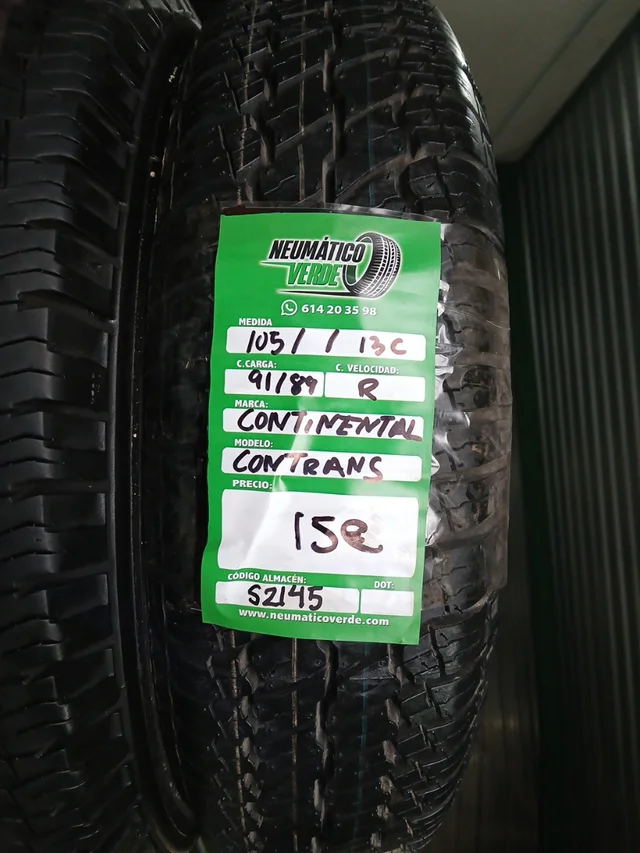 NEUMÁTICO
VERDE
614 20 35 98
MEDIDA
105/ / 13C
C.CARGA: C. VELOCIDAD:
91/89 R
MARCA:
CONTINENTAL
MODELO:
CONTRANS
PRECIO:
15€
CÓDIGO ALMACÉN: DOT:
S2145
www.neumaticoverde.com